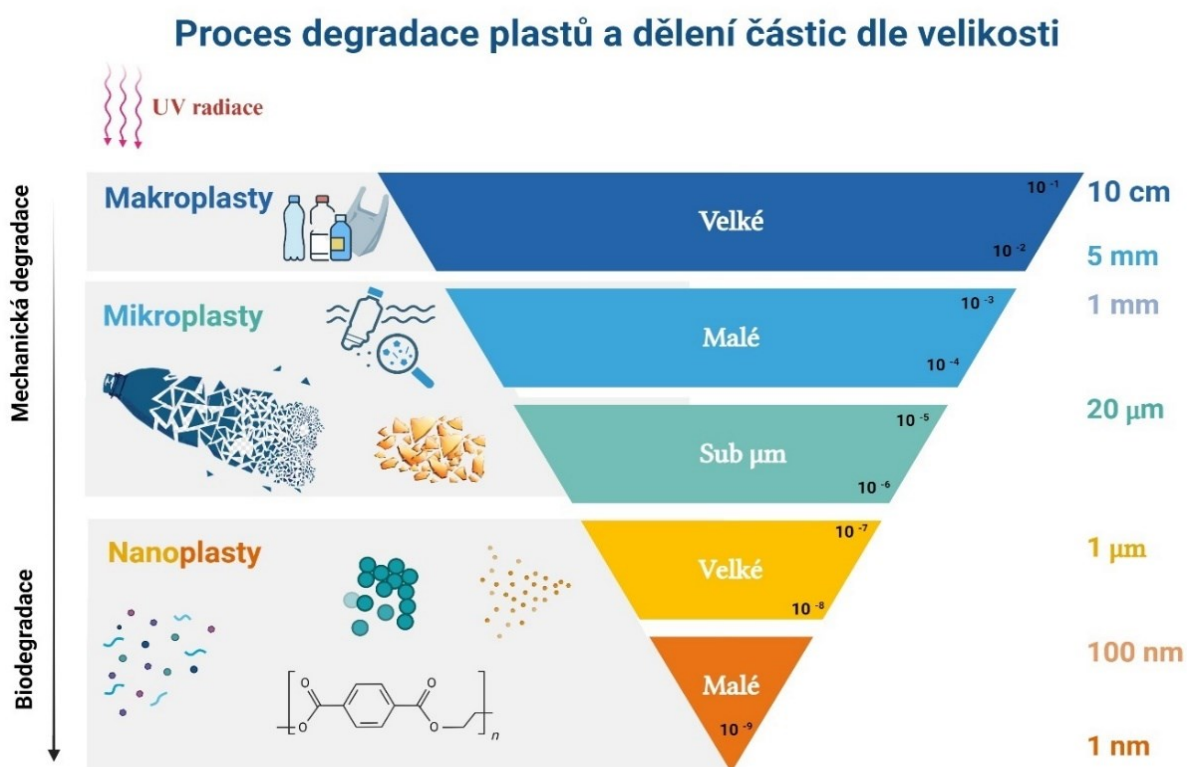 Proces degradace plastů a dělení částic dle velikosti
UV radiace
Mechanická degradace
Biodegradace
Makroplasty
Velké
10 -1
10 -2
10 cm
5 mm
Mikroplasty
Malé
10 -3
10 -4
1 mm
Sub µm
10 -5
10 -6
20 µm
Nanoplasty
Velké
10 -7
10 -8
1 µm
Malé
10 -9
100 nm
1 nm
O
O
O
O
n